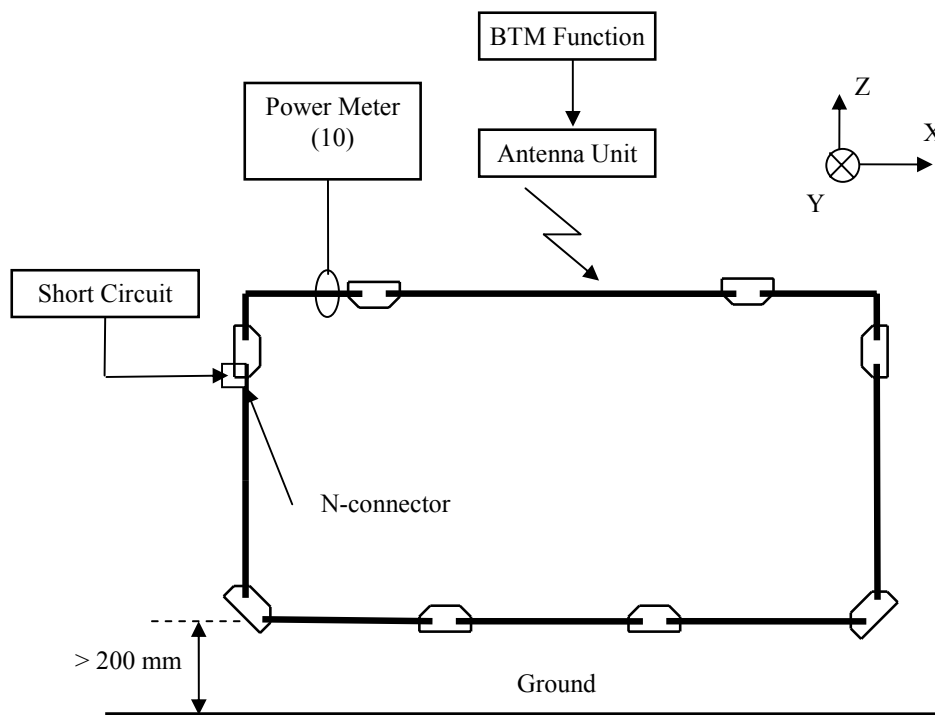 BTM Function
Power Meter
(10)
Z
X
Antenna Unit
Y
Short Circuit
N-connector
> 200 mm
Ground